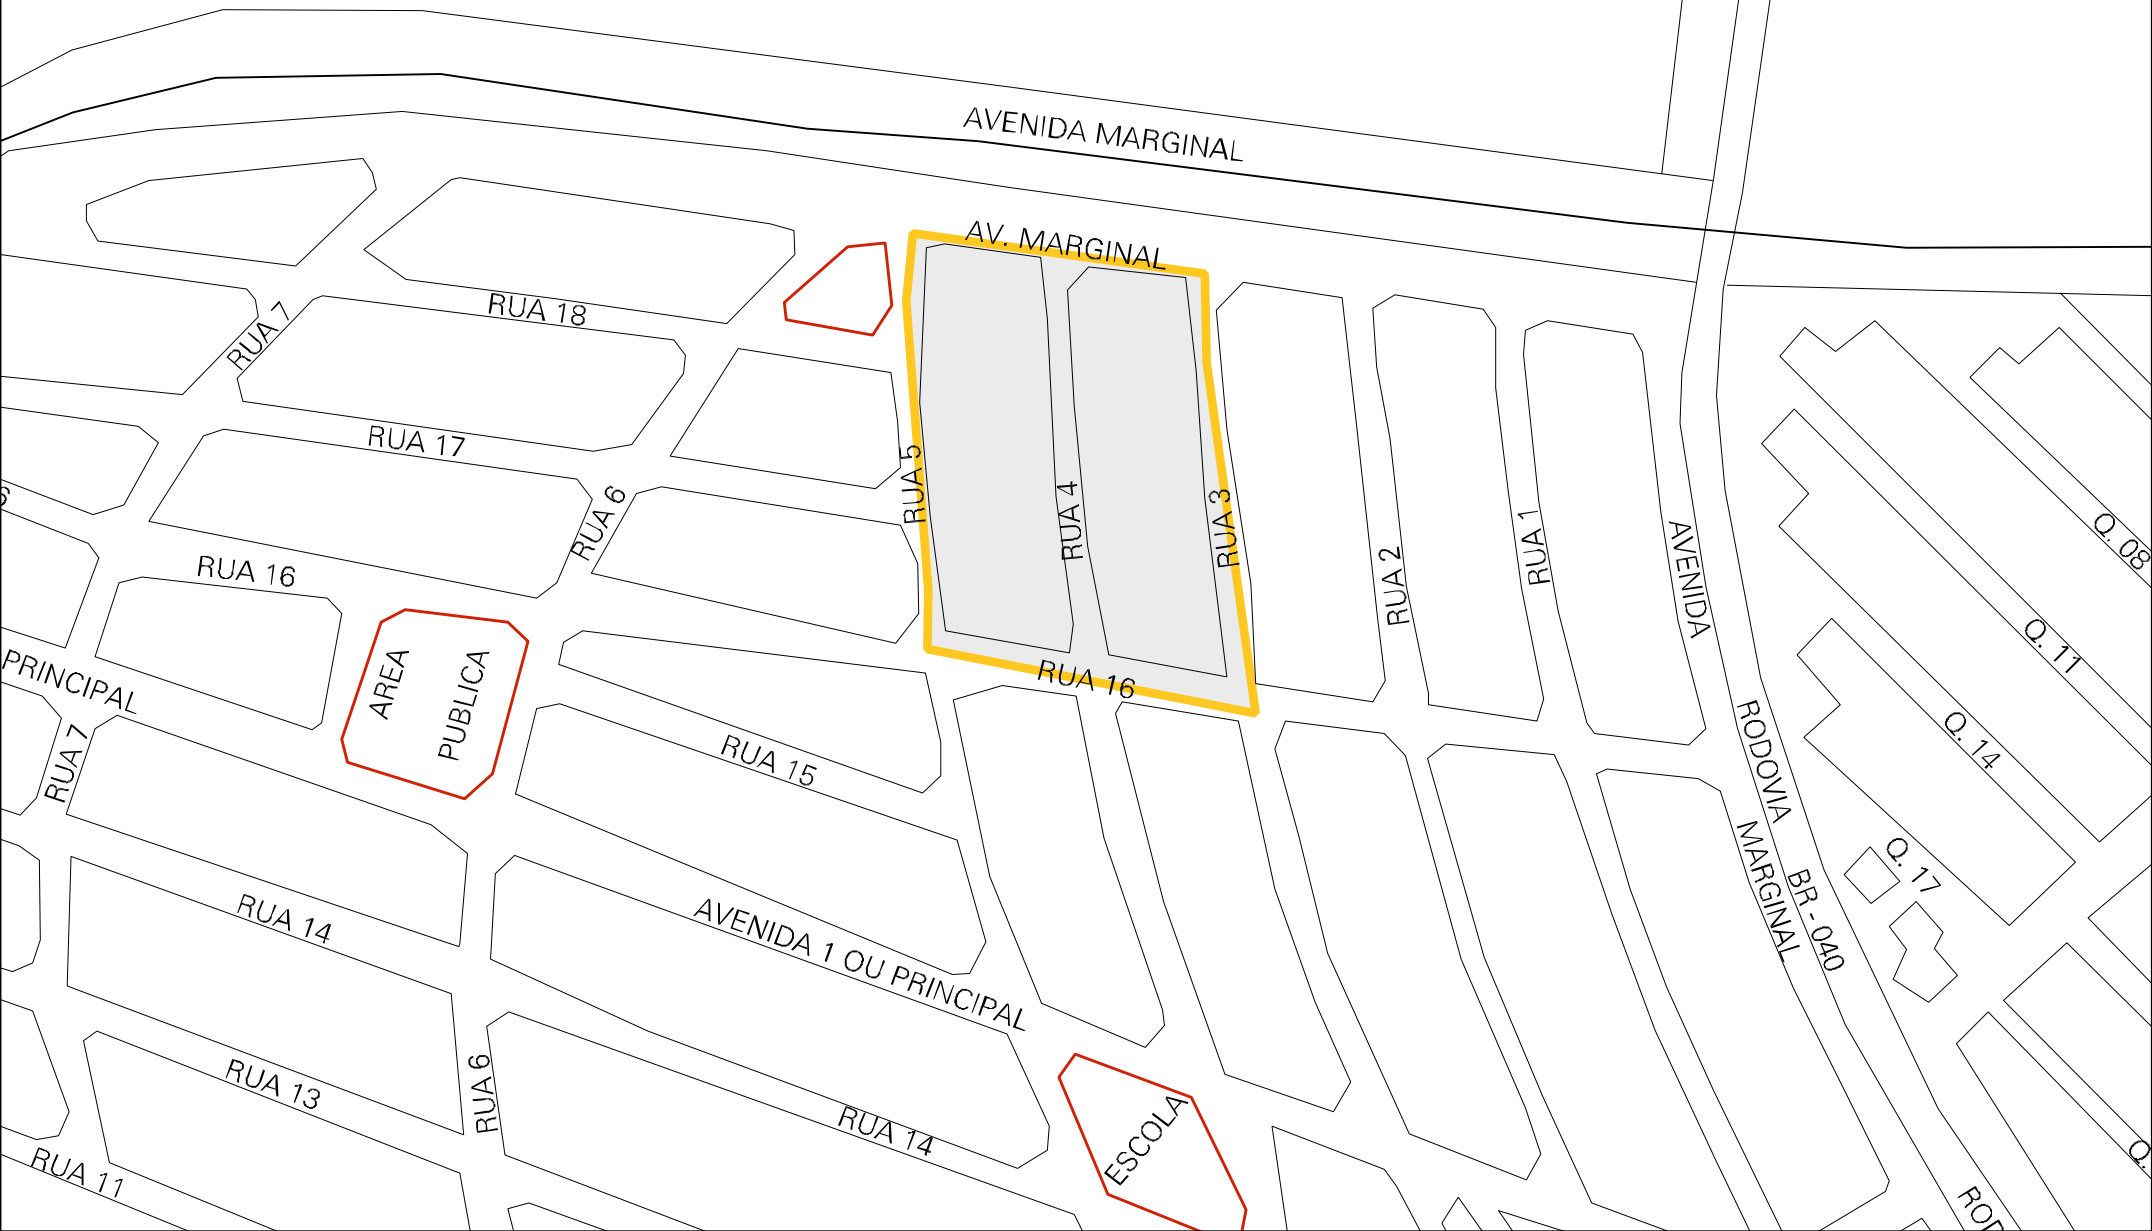 AVENIDA MARGINAL
AV. MARGINAL
RUA 18
RUA 7
RUA 17
RUA 6
RUA 5
RUA 4
RUA 3
RUA 2
RUA 1
AVENIDA
Q. 08
RUA 16
Q. 11
AREA
PUBLICA
PRINCIPAL
RUA 16
RUA 7
RUA 15
RODOVIA
Q. 14
MARGINAL
BR - 040
Q. 17
RUA 14
AVENIDA 1 OU PRINCIPAL
RUA 13
RUA 6
RUA 14
ESCOLA
RUA 11
Q.